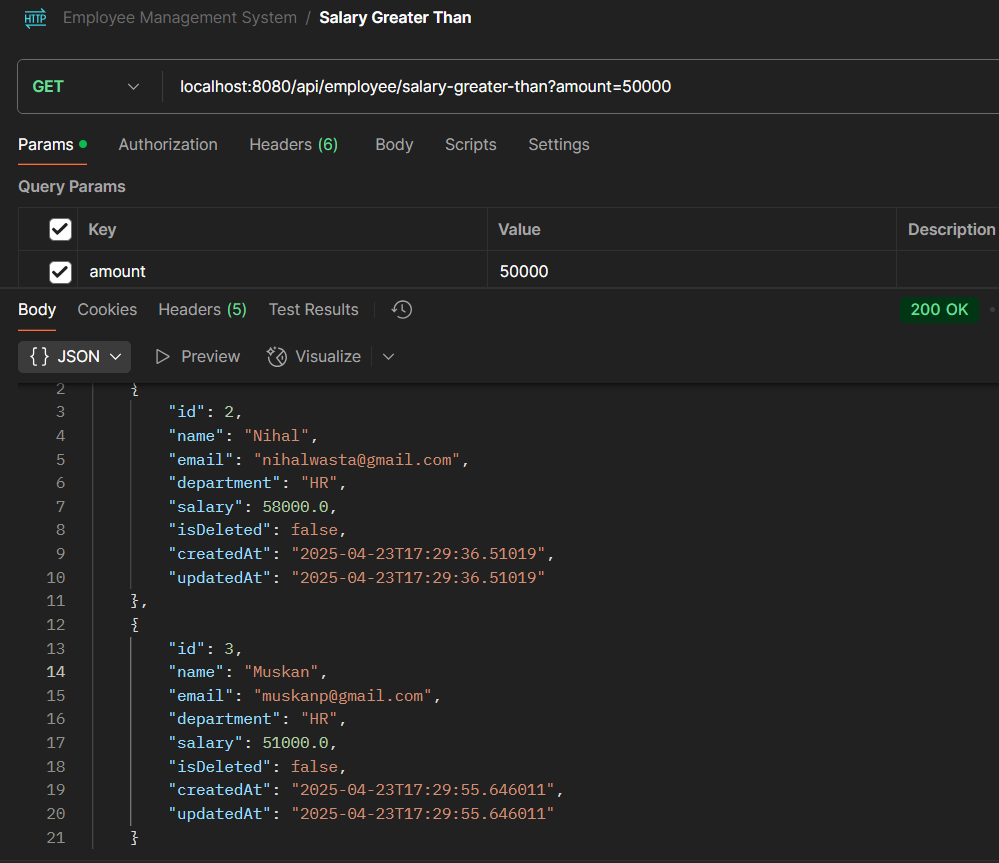 HTTP Employee Management System / Salary Greater Than
GET localhost:8080/api/employee/salary-greater-than?amount=50000
Params Authorization Headers (6) Body Scripts Settings
Query Params
Key Value Description
amount 50000
Body Cookies Headers (5) Test Results 200 OK
{} JSON Preview Visualize
2 {
3 "id": 2,
4 "name": "Nihal",
5 "email": "nihalwasta@gmail.com",
6 "department": "HR",
7 "salary": 58000.0,
8 "isDeleted": false,
9 "createdAt": "2025-04-23T17:29:36.51019",
10 "updatedAt": "2025-04-23T17:29:36.51019"
11 },
12 {
13 "id": 3,
14 "name": "Muskan",
15 "email": "muskanp@gmail.com",
16 "department": "HR",
17 "salary": 51000.0,
18 "isDeleted": false,
19 "createdAt": "2025-04-23T17:29:55.646011",
20 "updatedAt": "2025-04-23T17:29:55.646011"
21 }